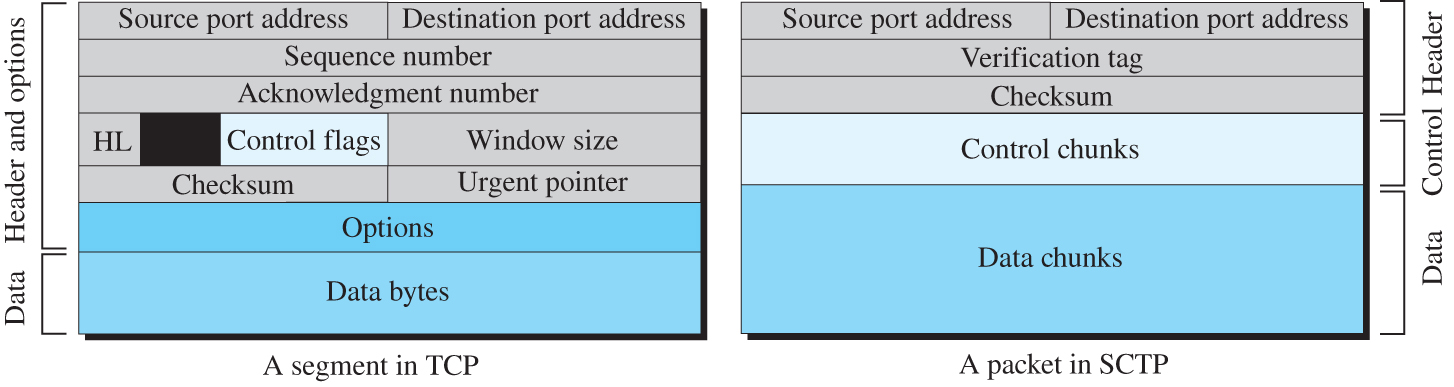 Header and options
Data
Source port address Destination port address
Sequence number
Acknowledgment number
HL Control flags Window size
Checksum Urgent pointer
Options
Data bytes
A segment in TCP
Source port address Destination port address
Verification tag
Checksum
Control chunks
Data chunks
Header
Control
Data
A packet in SCTP